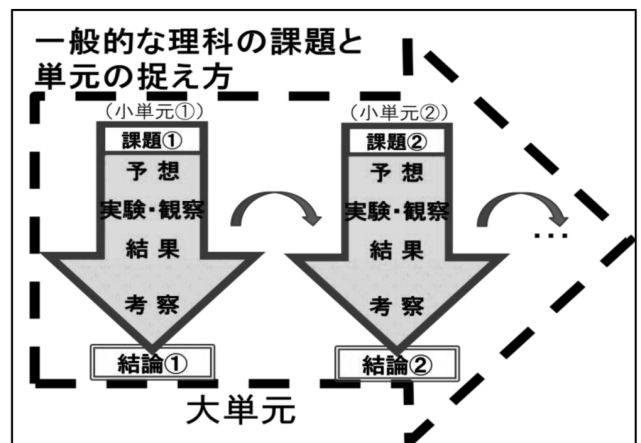 一般的な理科の課題と
単元の捉え方
(小単元①)
課題①
予想
実験・観察
結果
考察
結論①
(小単元②)
課題②
予想
実験・観察
結果
考察
結論②
…
大単元